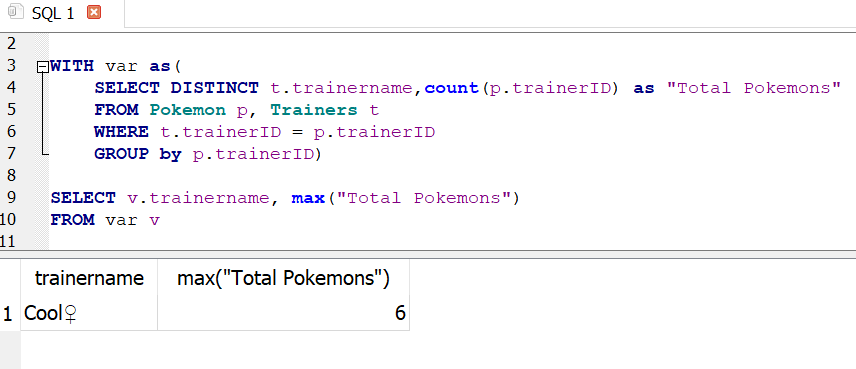 SQL 1
2
3 WITH var as(
4 SELECT DISTINCT t.trainername,count(p.trainerID) as "Total Pokemons"
5 FROM Pokemon p, Trainers t
6 WHERE t.trainerID = p.trainerID
7 GROUP by p.trainerID)
8
9 SELECT v.trainername, max("Total Pokemons")
10 FROM var v
11
trainername max("Total Pokemons")
1 Cool♀ 6